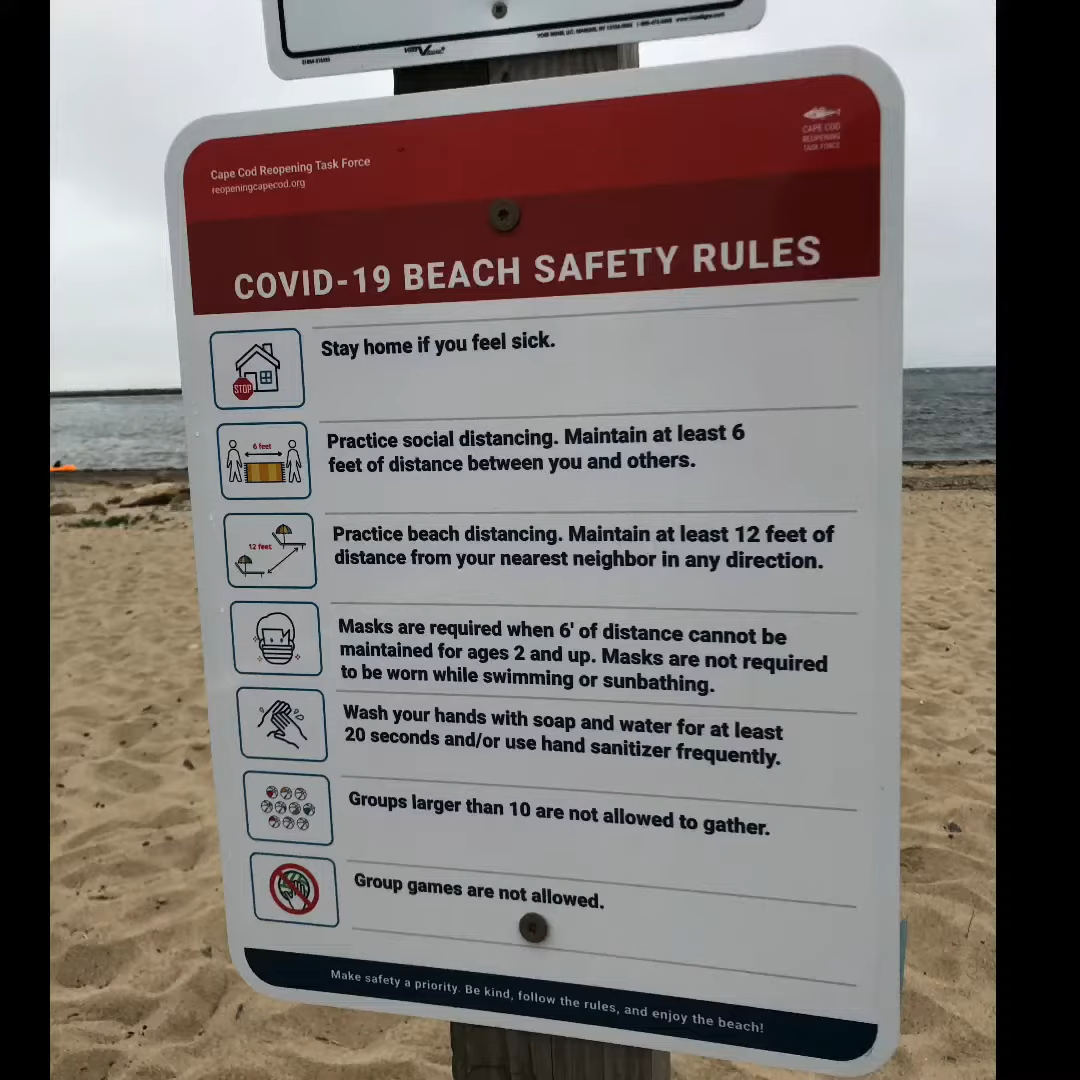 Cape Cod Reopening Task Force
reopeningcapecod.org
CAPE COD
REOPENING
TASK FORCE
COVID-19 BEACH SAFETY RULES
STOP
Stay home if you feel sick.
6 feet
Practice social distancing. Maintain at least 6
feet of distance between you and others.
12 feet
Practice beach distancing. Maintain at least 12 feet of
distance from your nearest neighbor in any direction.
Masks are required when 6' of distance cannot be
maintained for ages 2 and up. Masks are not required
to be worn while swimming or sunbathing.
Wash your hands with soap and water for at least
20 seconds and/or use hand sanitizer frequently.
Groups larger than 10 are not allowed to gather.
Group games are not allowed.
Make safety a priority. Be kind, follow the rules, and enjoy the beach!